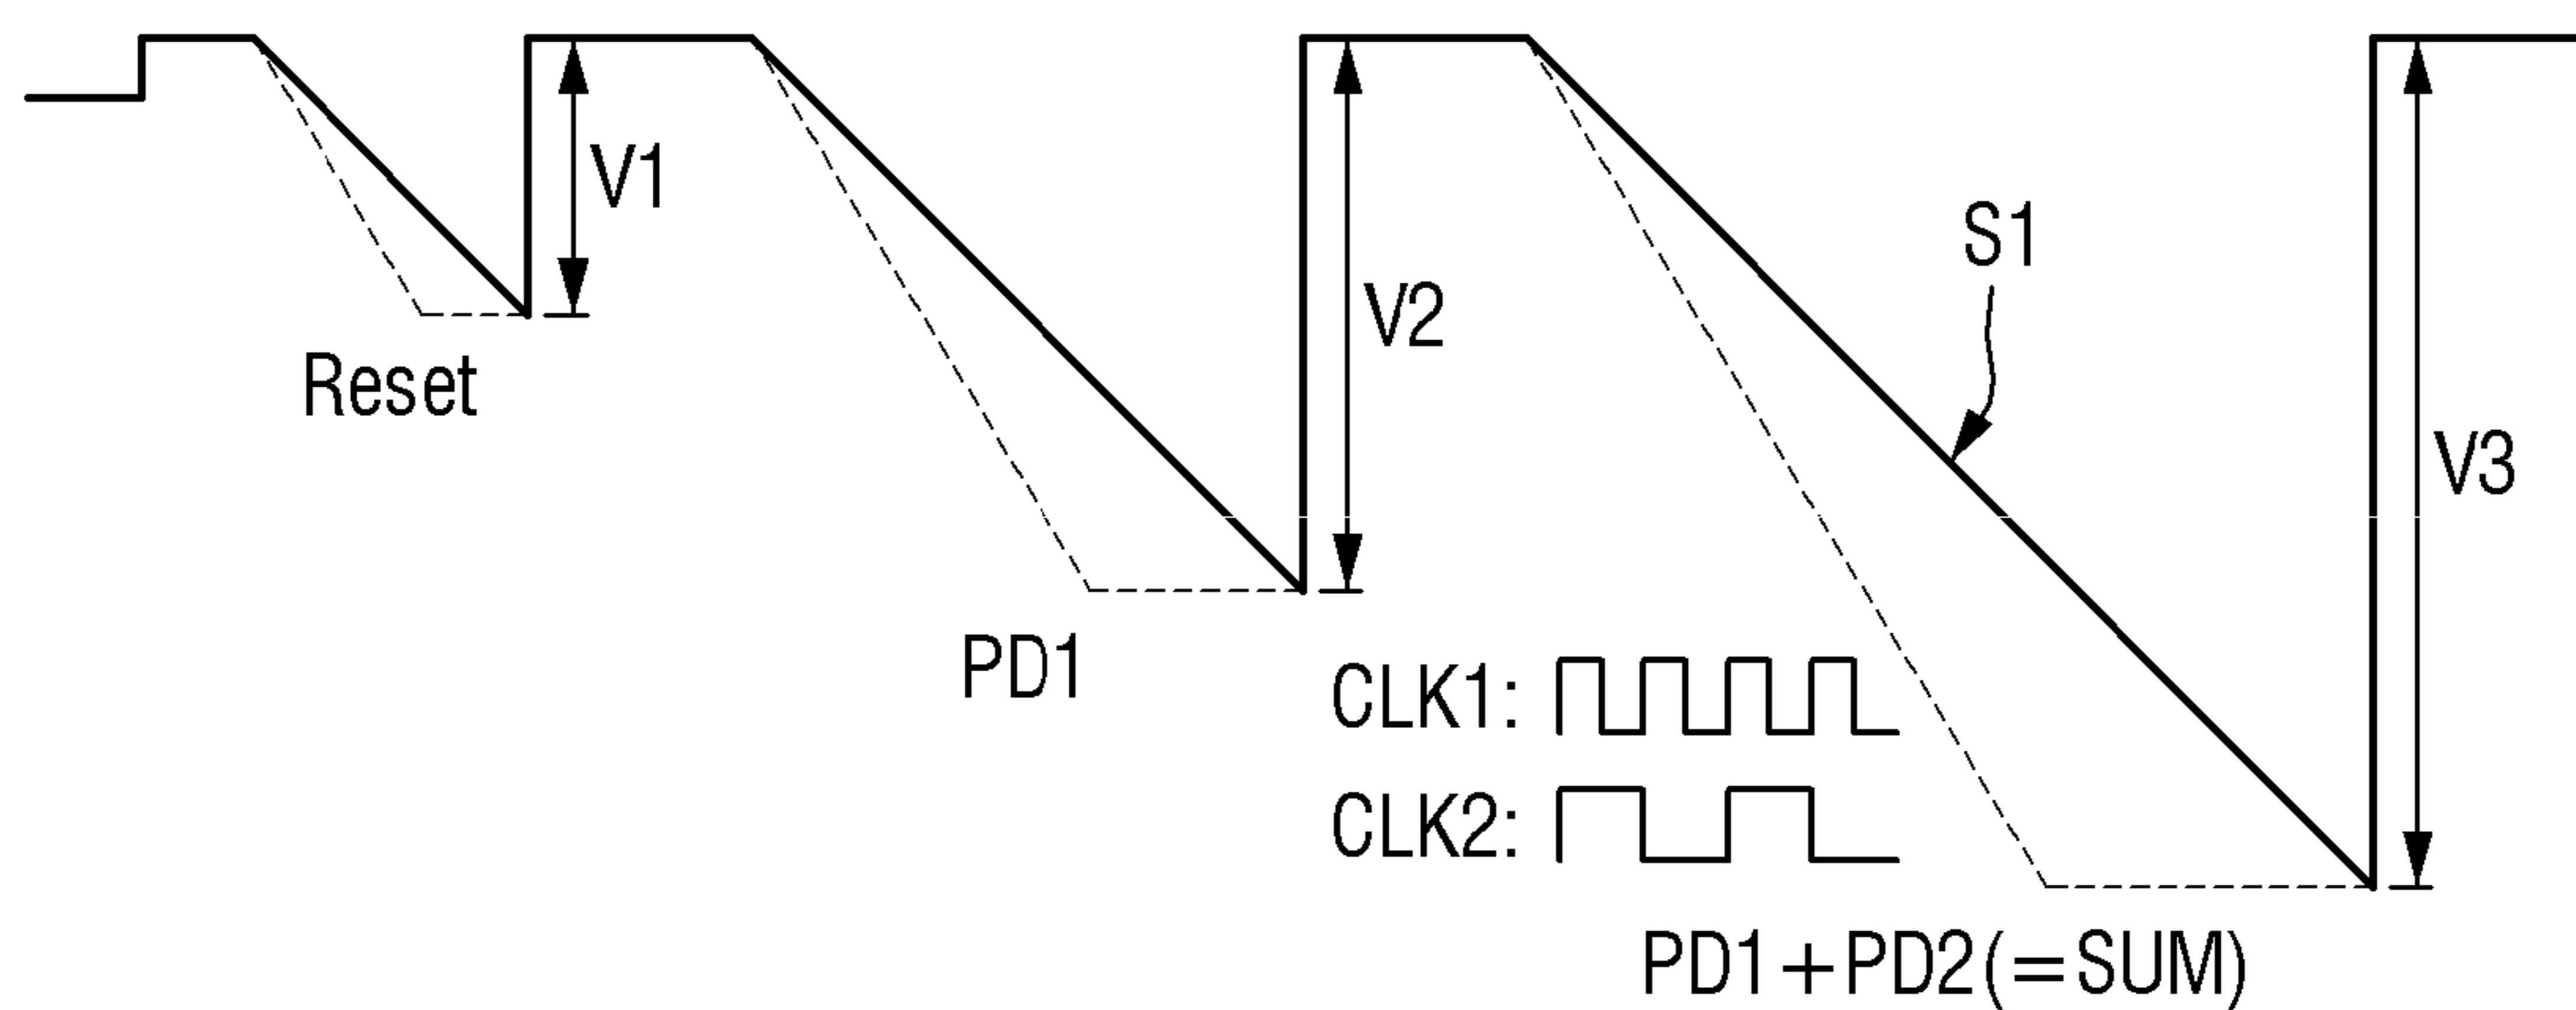 V1
Reset
V2
PD1
S1
V3
CLK1:
CLK2:
PD1+PD2(=SUM)